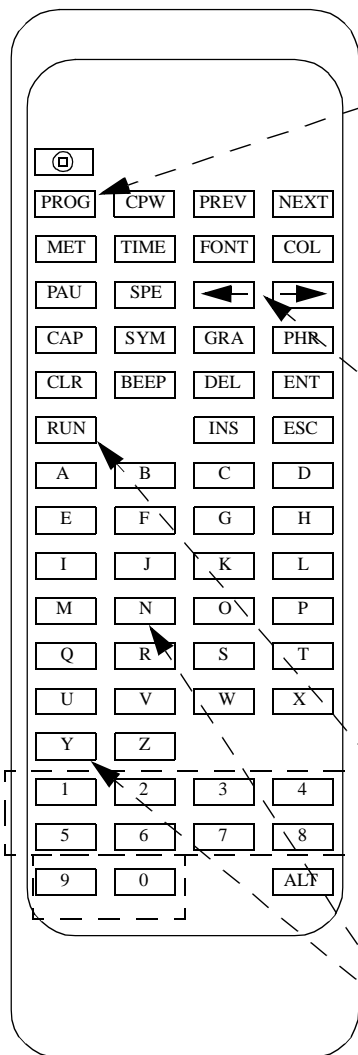 PROG CPW PREV NEXT
MET TIME FONT COL
PAU SPE
CAP SYM GRA PHR
CLR BEEP DEL ENT
RUN INS ESC
A B C D
E F G H
I J K L
M N O P
Q R S T
U V W X
Y Z
1 2 3 4
5 6 7 8
9 0 ALT